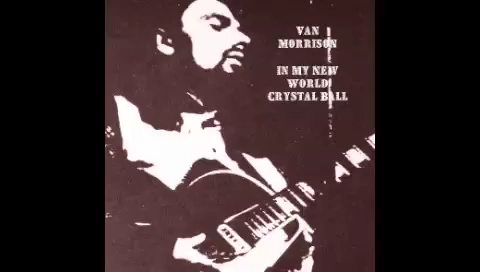 VAN
MORRISON
IN MY NEW
WORLD
CRYSTAL BALL